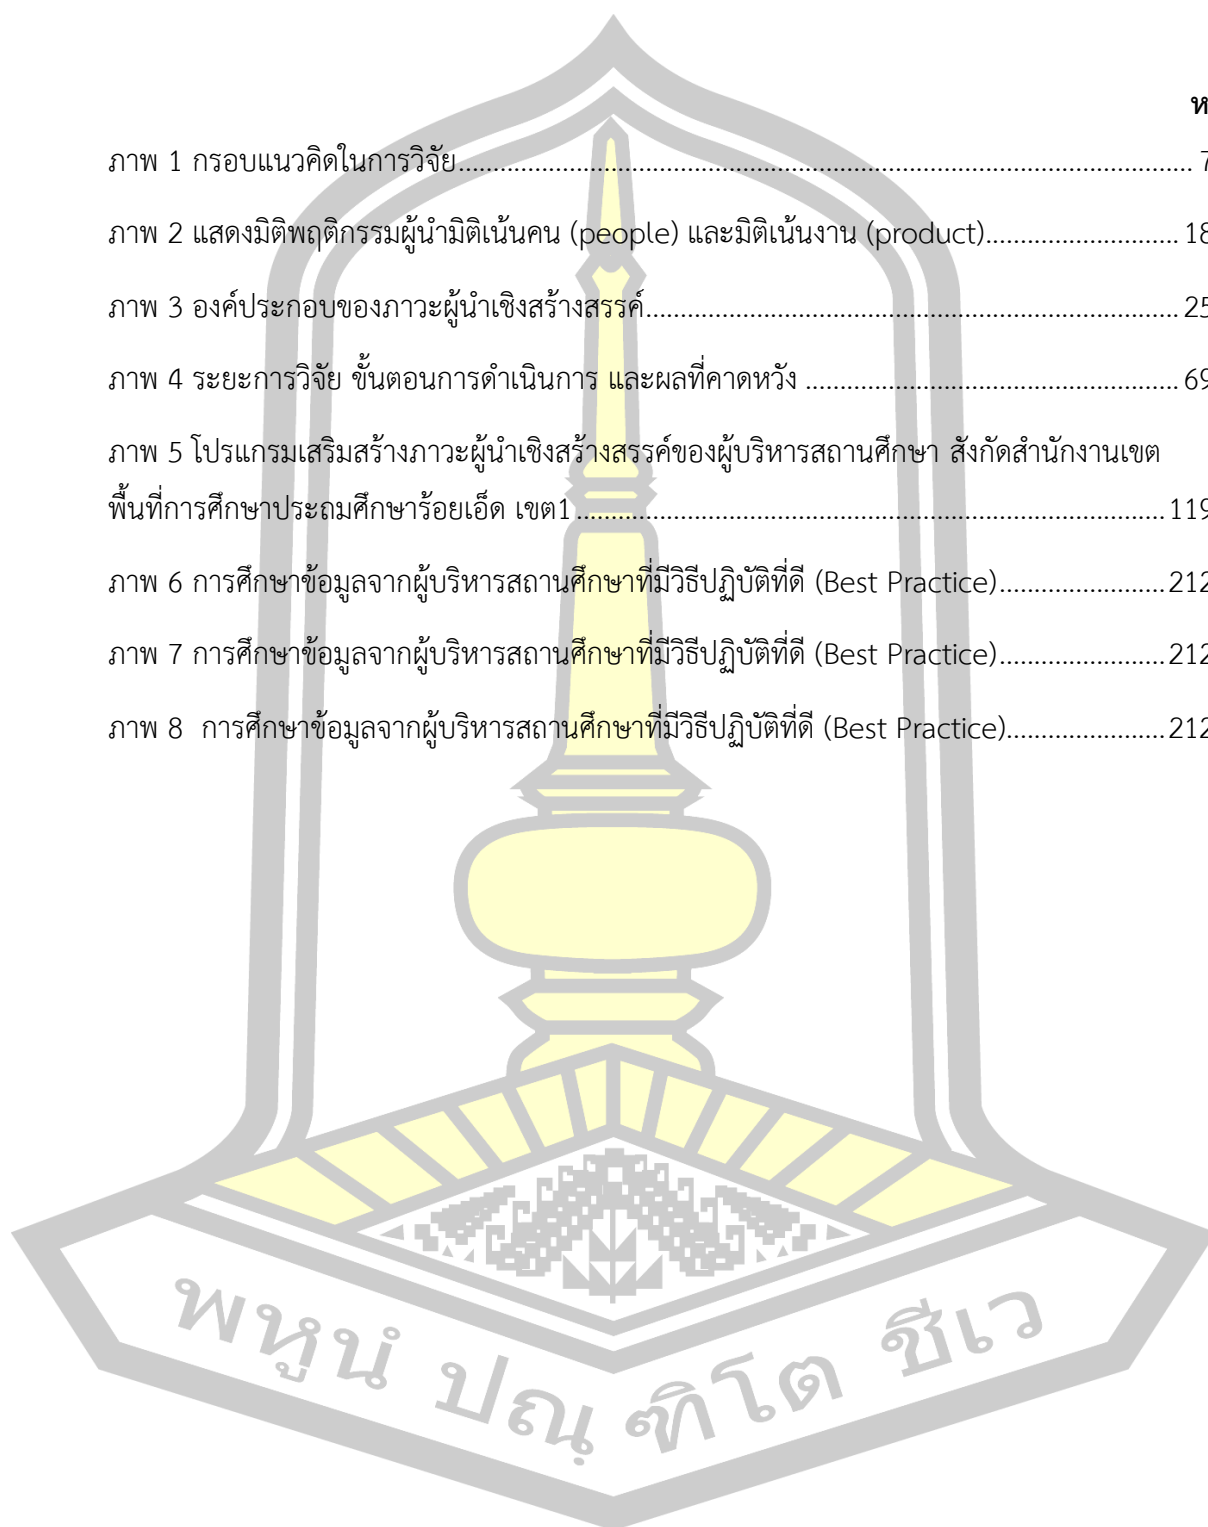 ห
ภาพ 1 กรอบแนวคิดในการวิจัย.......................................................................................................... 7
ภาพ 2 แสดงมิติพฤติกรรมผู้นำมิติเน้นคน (people) และมิติเน้นงาน (product)............................ 18
ภาพ 3 องค์ประกอบของภาวะผู้นำเชิงสร้างสรรค์............................................................................. 25
ภาพ 4 ระยะการวิจัย ขั้นตอนการดำเนินการ และผลที่คาดหวัง ...................................................... 69
ภาพ 5 โปรแกรมเสริมสร้างภาวะผู้นำเชิงสร้างสรรค์ของผู้บริหารสถานศึกษา สังกัดสำนักงานเขต
พื้นที่การศึกษาประถมศึกษาร้อยเอ็ด เขต1 ..................................................................................... 119
ภาพ 6 การศึกษาข้อมูลจากผู้บริหารสถานศึกษาที่มีวิธีปฏิบัติที่ดี (Best Practice)........................ 212
ภาพ 7 การศึกษาข้อมูลจากผู้บริหารสถานศึกษาที่มีวิธีปฏิบัติที่ดี (Best Practice)........................ 212
ภาพ 8  การศึกษาข้อมูลจากผู้บริหารสถานศึกษาที่มีวิธีปฏิบัติที่ดี (Best Practice)....................... 212
พหูนํ ปณฺฑิโต ชีเว